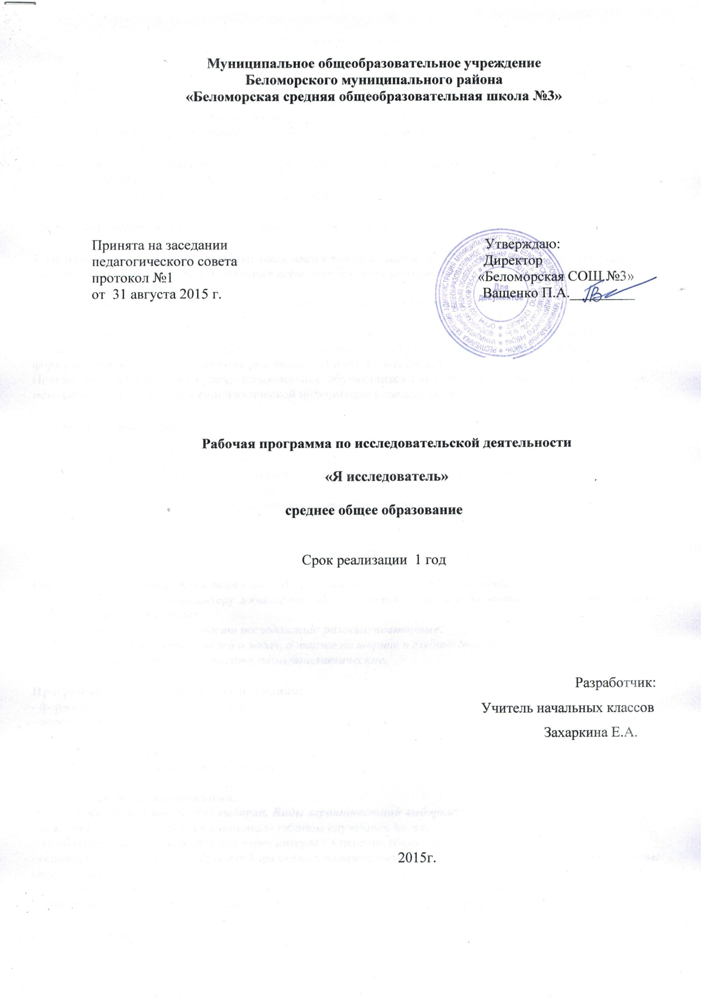 Муниципальное общеобразовательное учреждение
Беломорского муниципального района
«Беломорская средняя общеобразовательная школа №3»
Принята на заседании
педагогического совета
протокол №1
от 31 августа 2015 г.
Утверждаю:
Директор
«Беломорская СОШ №3»
Ващенко П.А.
Для
документов
Рабочая программа по исследовательской деятельности
«Я исследователь»
среднее общее образование
Срок реализации 1 год
Разработчик:
Учитель начальных классов
Захаркина Е.А.
2015г.